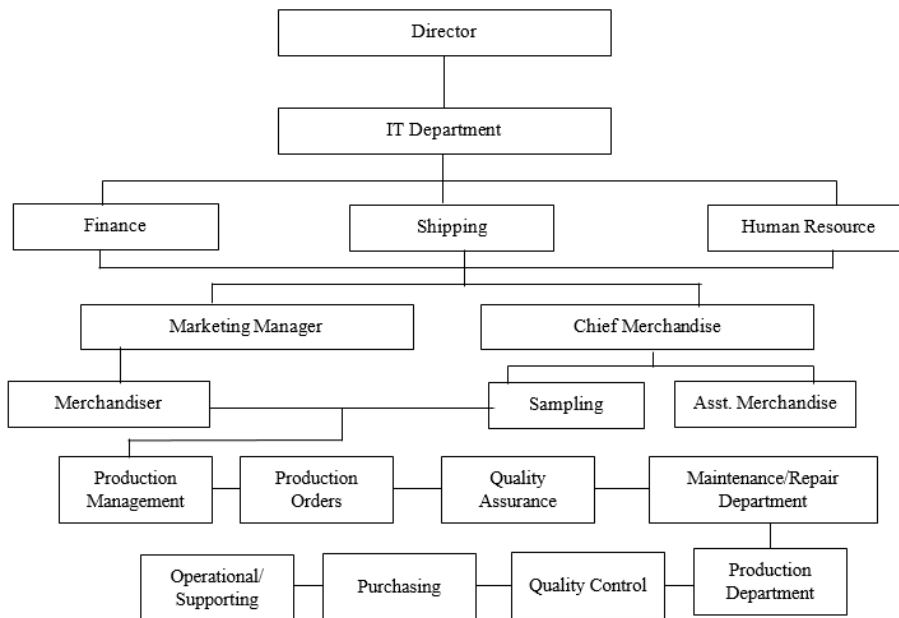 Director
IT Department
Finance
Shipping
Human Resource
Marketing Manager
Chief Merchandise
Merchandiser
Sampling
Asst. Merchandise
Production
Management
Production
Orders
Quality
Assurance
Maintenance/Repair
Department
Operational/
Supporting
Purchasing
Quality Control
Production
Department